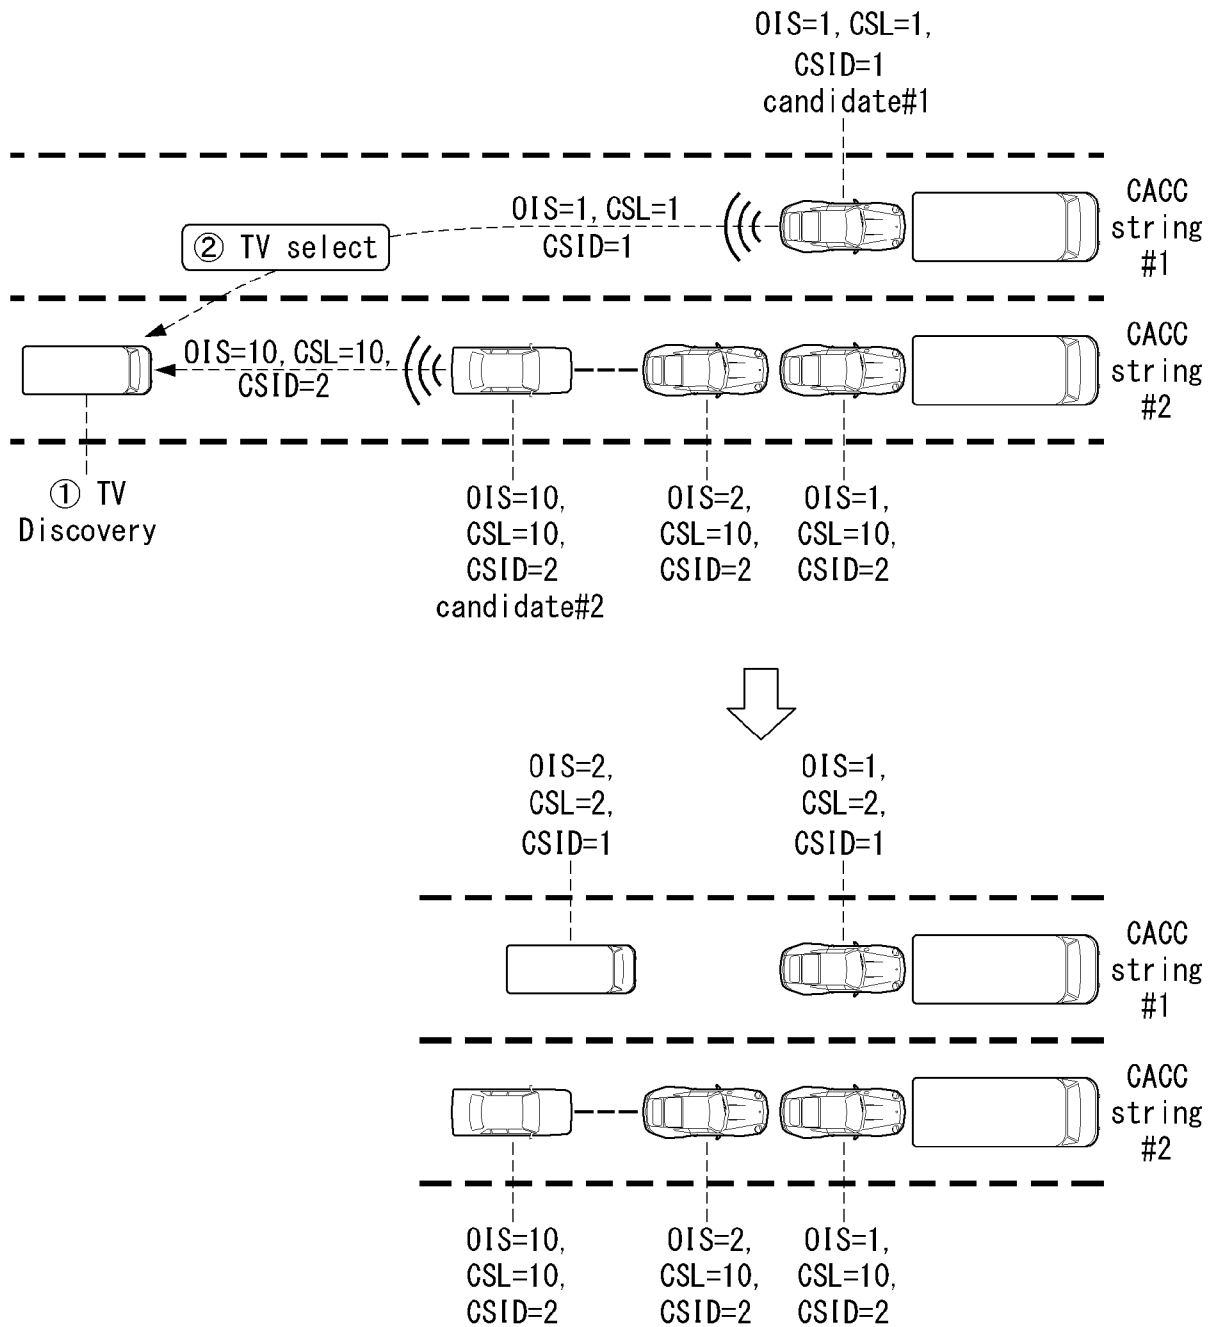 OIS=1, CSL=1,
CSID=1
candidate#1
CACC
string
#1
OIS=1, CSL=1
CSID=1
② TV select
CACC
string
#2
OIS=10, CSL=10,
CSID=2
① TV
Discovery
OIS=10,
CSL=10,
CSID=2
candidate#2
OIS=2,
CSL=10,
CSID=2
OIS=1,
CSL=10,
CSID=2
OIS=2,
CSL=2,
CSID=1
OIS=1,
CSL=2,
CSID=1
CACC
string
#1
CACC
string
#2
OIS=10,
CSL=10,
CSID=2
OIS=2,
CSL=10,
CSID=2
OIS=1,
CSL=10,
CSID=2